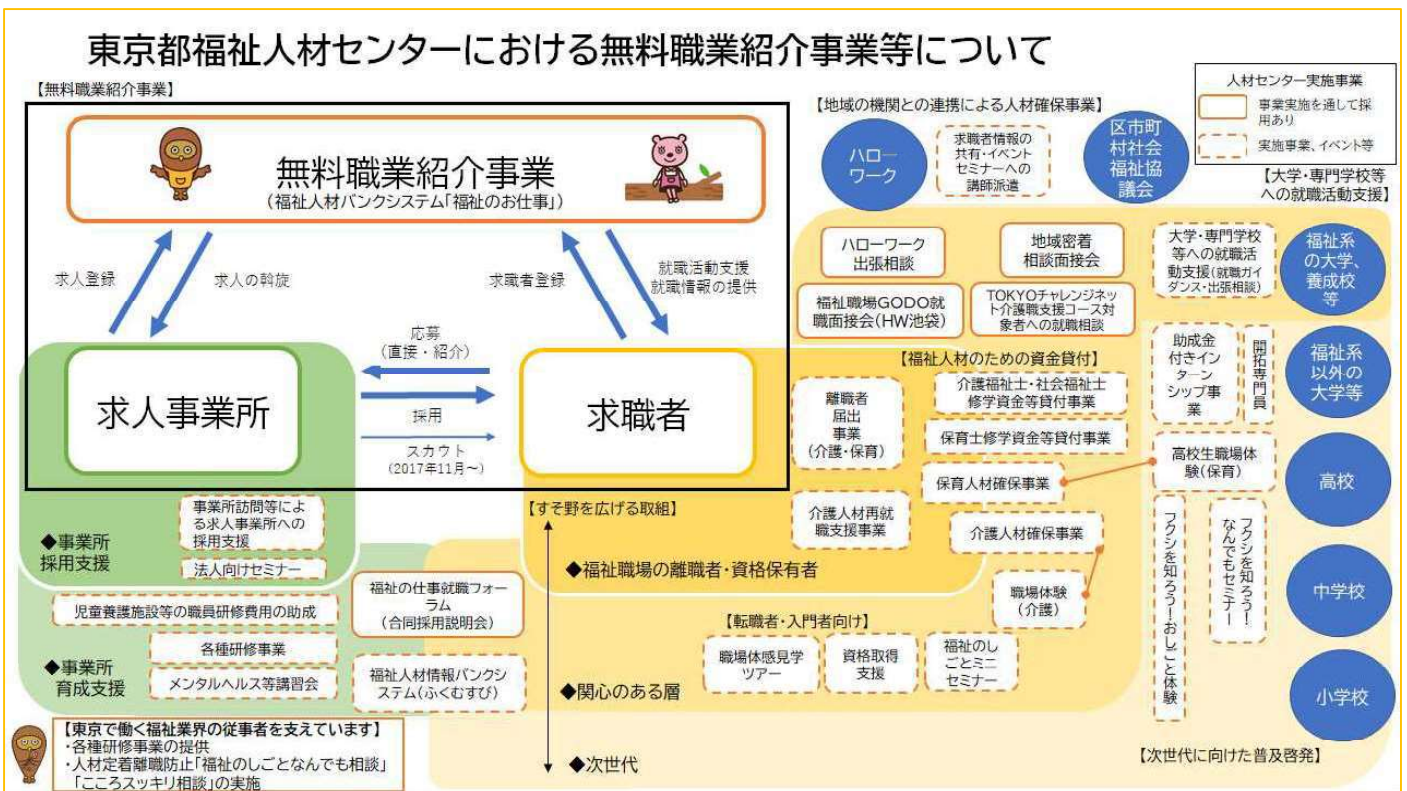 東京都福祉人材センターにおける無料職業紹介事業等について
【無料職業紹介事業】
無料職業紹介事業
(福祉人材バンクシステム「福祉のお仕事」)
求人登録
求人の斡旋
求職者登録
就職活動支援
就職情報の提供
応募
(直接・紹介)
採用
スカウト
(2017年11月～)
求人事業所
求職者
人材センター実施事業
事業実施を通して採
用あり
実施事業、イベント等
【地域の機関との連携による人材確保事業】
ハロー
ワーク
求職者情報の
共有・イベント
セミナーへの
講師派遣
区市町
村社会
福祉協
議会
【大学・専門学校等
への就職活動支援】
ハローワーク
出張相談
地域密着
相談面接会
大学・専門学校
等への就職活
動支援(就職ガイ
ダンス・出張相談)
福祉系
の大学、
養成校
等
福祉職場GODO就
職面接会(HW池袋)
TOKYOチャレンジネッ
ト介護職支援コース対
象者への就職相談
【福祉人材のための資金貸付】
離職者
届出
事業
(介護・保育)
介護福祉士・社会福祉士
修学資金等貸付事業
保育士修学資金等貸付事業
助成金
付きイン
ターン
シップ事
業
開拓専門員
福祉系
以外の
大学等
保育人材確保事業
高校生職場体
験(保育)
高校
介護人材再就
職支援事業
介護人材確保事業
職場体験
(介護)
フクシを知ろう！おしごと体験
フクシを知ろう！
なんでもセミナー
中学校
小学校
【次世代に向けた普及啓発】
【すそ野を広げる取組】
◆福祉職場の離職者・資格保有者
【転職者・入門者向け】
職場体感見学
ツアー
資格取得
支援
福祉のし
ごとミニ
セミナー
◆関心のある層
◆次世代
◆事業所
採用支援
事業所訪問等によ
る求人事業所への
採用支援
法人向けセミナー
児童養護施設等の職員研修費用の助成
福祉の仕事就職フォー
ラム
(合同採用説明会)
◆事業所
育成支援
各種研修事業
メンタルヘルス等講習会
福祉人材情報バンクシ
ステム(ふくむすび)
【東京で働く福祉業界の従事者を支えています】
・各種研修事業の提供
・人材定着離職防止「福祉のしごとなんでも相談」
「こころスッキリ相談」の実施